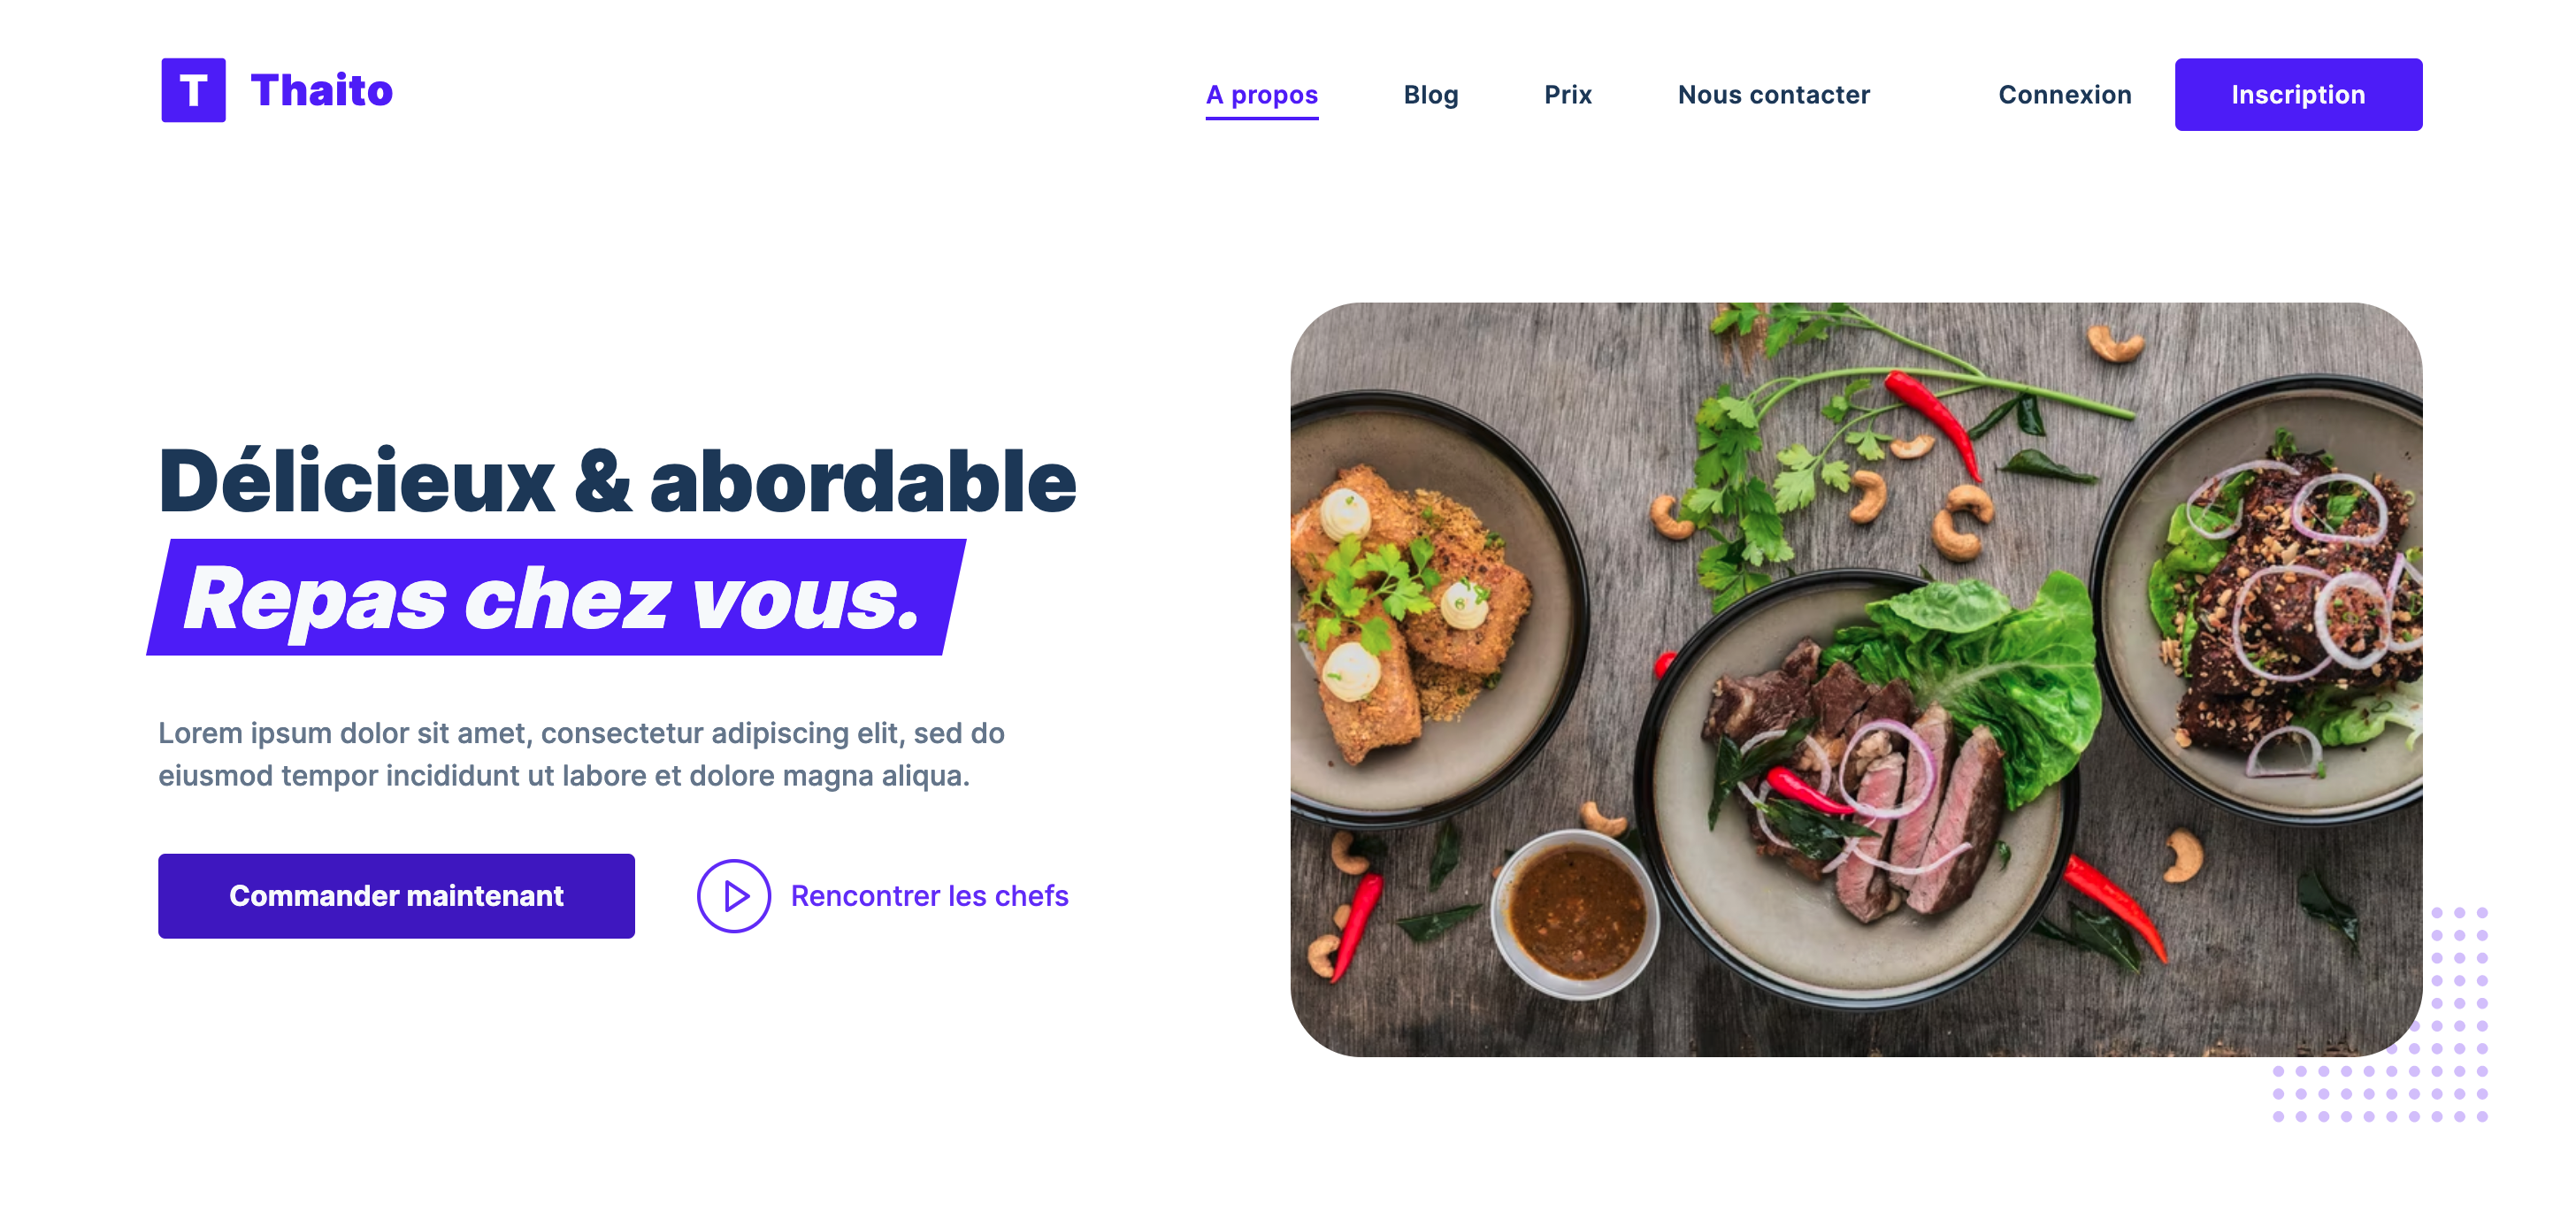 T Thaito
A propos Blog Prix Nous contacter Connexion Inscription
Délicieux & abordable
Repas chez vous.
Lorem ipsum dolor sit amet, consectetur adipiscing elit, sed do
eiusmod tempor incididunt ut labore et dolore magna aliqua.
Commander maintenant Rencontrer les chefs